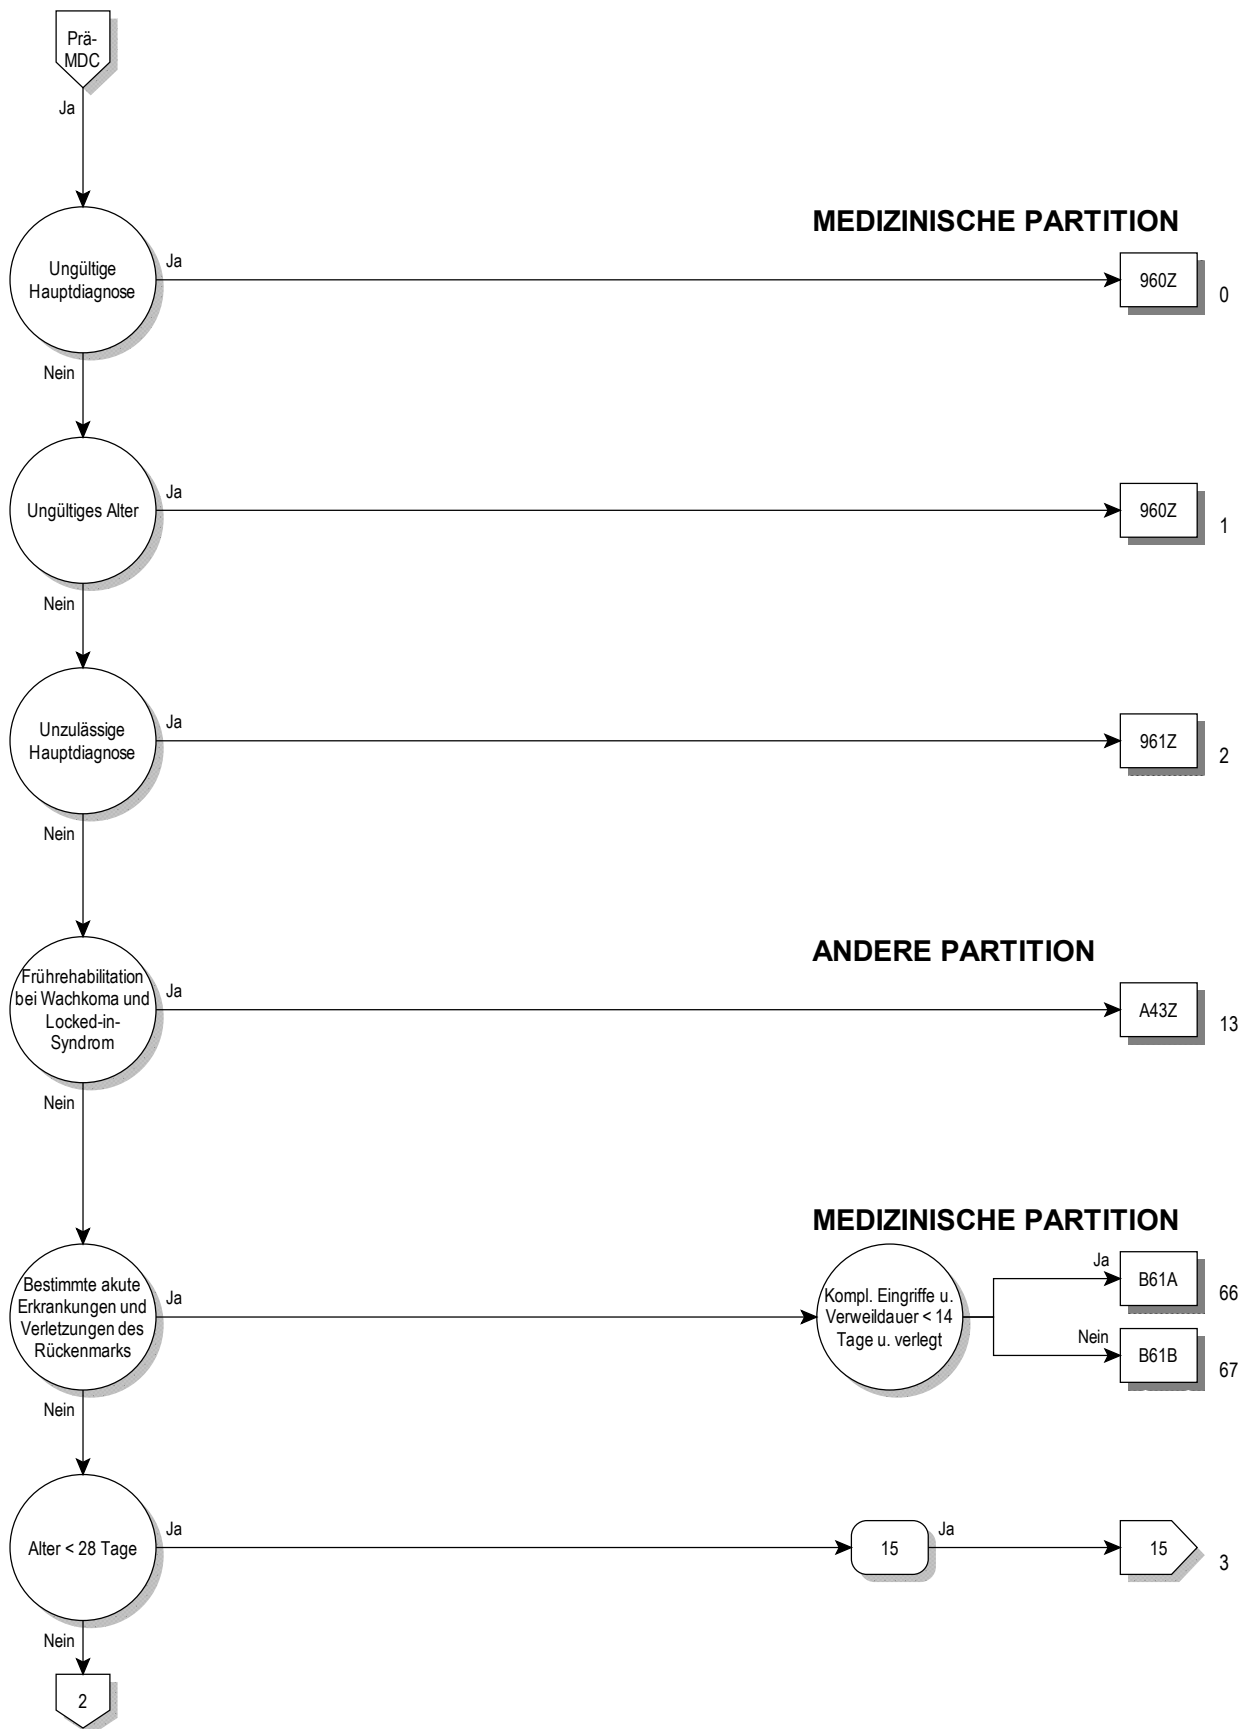 Prä-
MDC
Ja
MEDIZINISCHE PARTITION
Ungültige
Hauptdiagnose
Ja
960Z
0
Nein
Ungültiges Alter
Ja
960Z
1
Nein
Unzulässige
Hauptdiagnose
Ja
961Z
2
Nein
ANDERE PARTITION
Frührehabilitation
bei Wachkoma und
Locked-in-
Syndrom
Ja
A43Z
13
Nein
MEDIZINISCHE PARTITION
Bestimmte akute
Erkrankungen und
Verletzungen des
Rückenmarks
Ja
Kompl. Eingriffe u.
Verweildauer < 14
Tage u. verlegt
Ja
B61A
66
Nein
B61B
67
Nein
Alter < 28 Tage
Ja
15
Ja
15
3
Nein
2